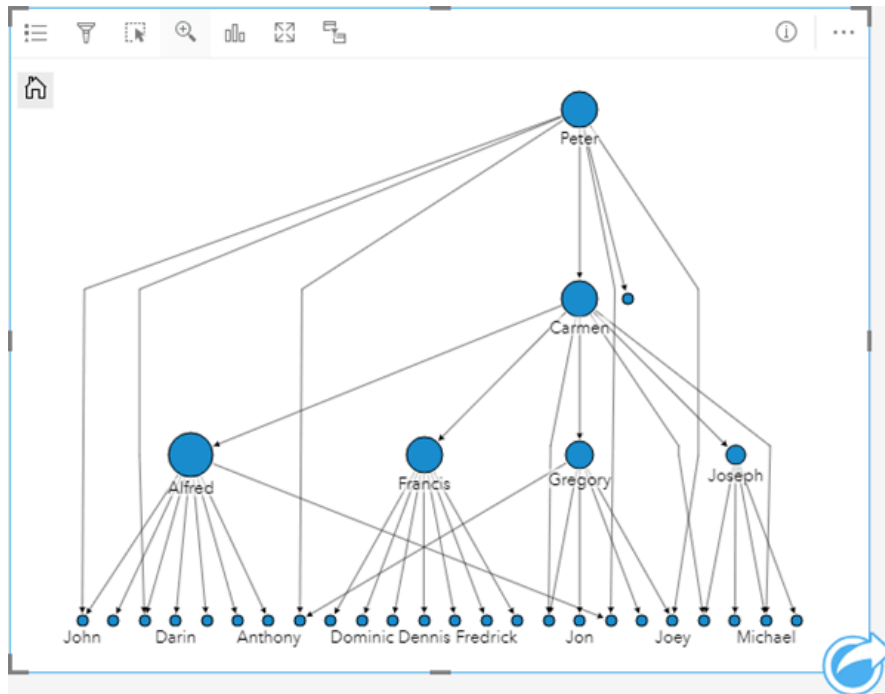 Peter
Carmen
Alfred
Francis
Gregory
Joseph
John
Darin
Anthony
Dominic
Dennis
Fredrick
Jon
Joey
Michael